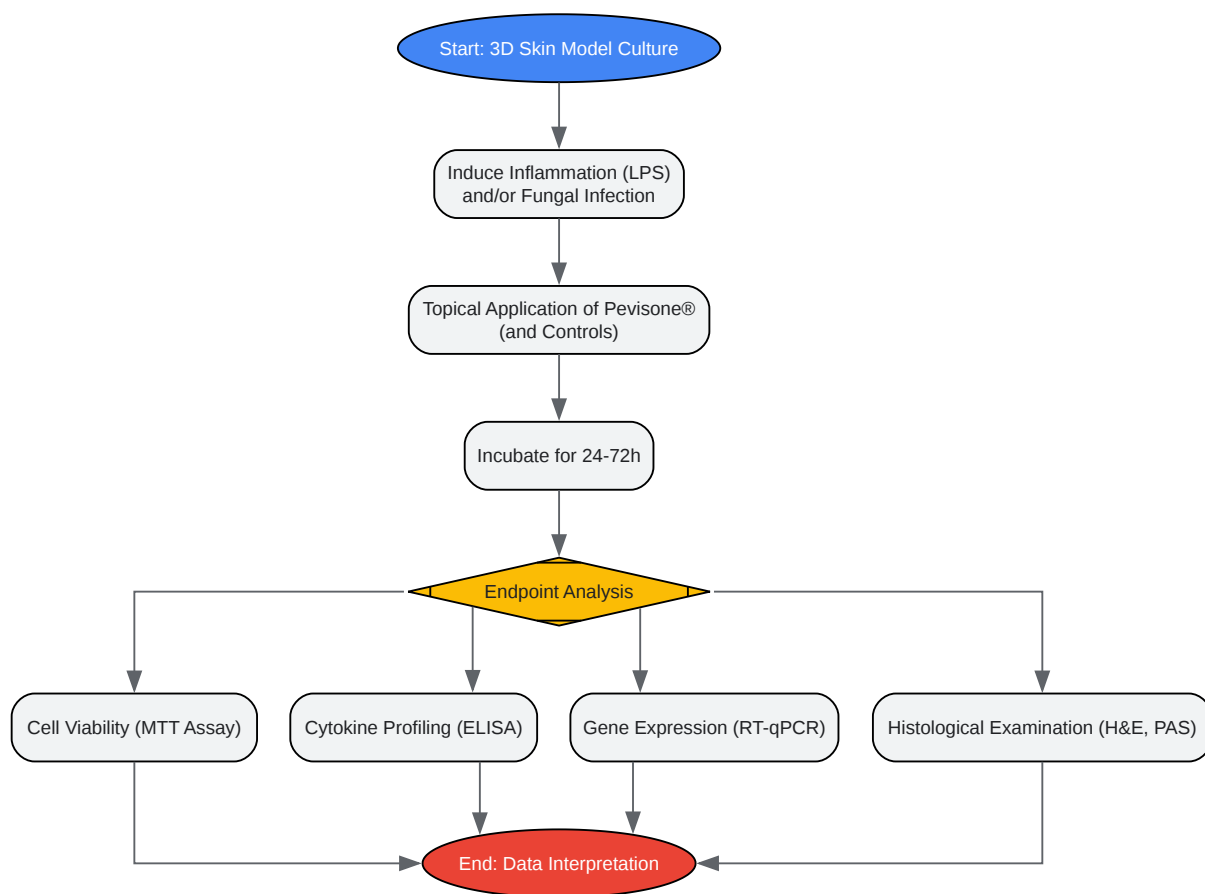 Start: 3D Skin Model Culture
Induce Inflammation (LPS)
and/or Fungal Infection
Topical Application of Pevisone®
(and Controls)
Incubate for 24-72h
Endpoint Analysis
Cell Viability (MTT Assay)
Cytokine Profiling (ELISA)
Gene Expression (RT-qPCR)
Histological Examination (H&E, PAS)
End: Data Interpretation